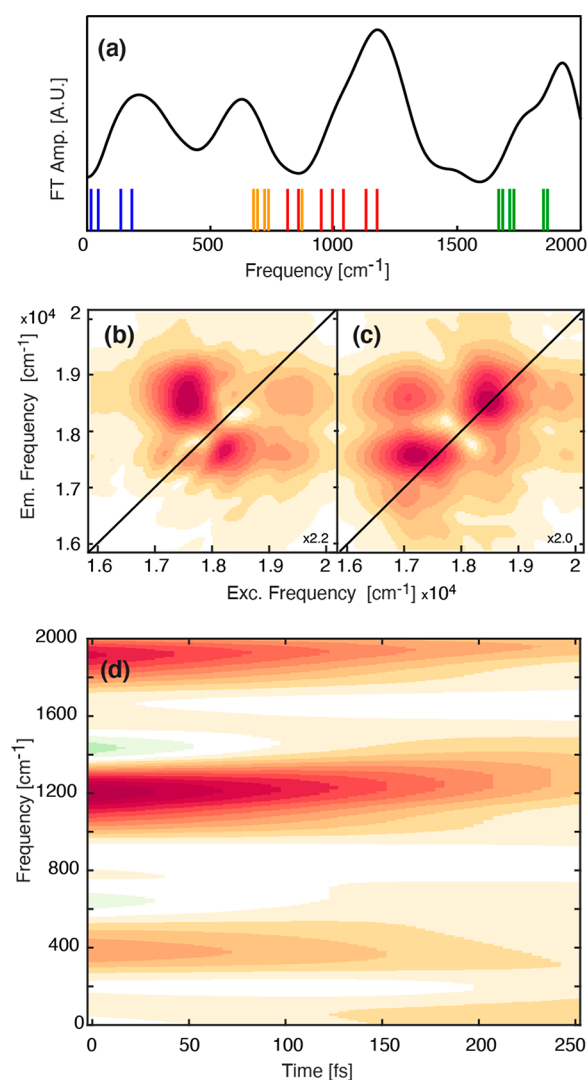 (a)
FT Amp. [A.U.]
0 500 1000 1500 2000
Frequency [cm-1]
×10⁴ 2 (b) (c)
1.9
1.8
1.7
1.6
Em. Frequency [cm-1]
x2.2 x2.0
1.6 1.7 1.8 1.9 2 1.6 1.7 1.8 1.9 2
Exc. Frequency [cm-1] ×10⁴
2000
(d)
1600
1200
800
400
0
Frequency [cm-1]
0 50 100 150 200 250
Time [fs]